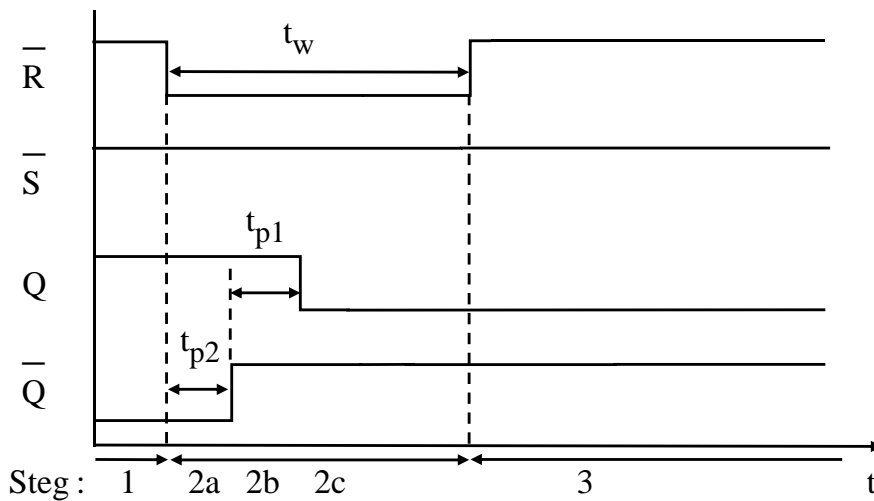 t_w
R̅
S̅
t_p1
Q
t_p2
Q̅
Steg : 1 2a 2b 2c 3 t